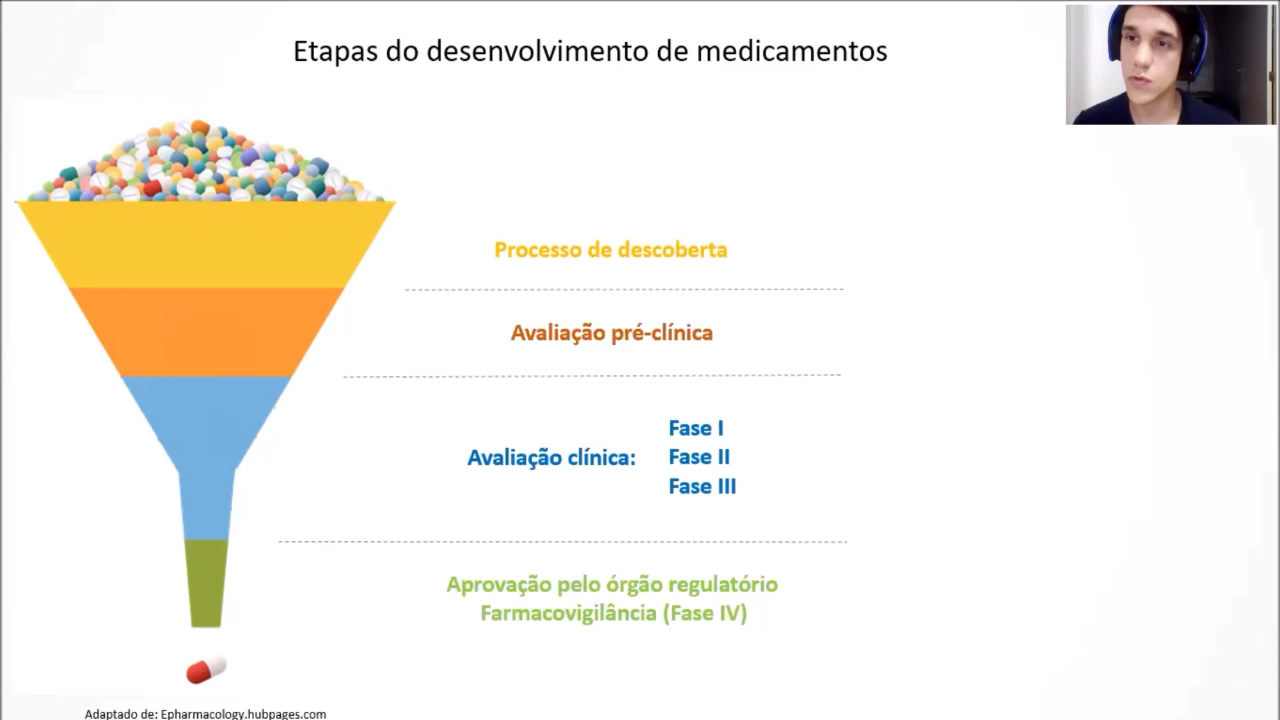 Etapas do desenvolvimento de medicamentos
Processo de descoberta
Avaliação pré-clínica
Avaliação clínica:
Fase I
Fase II
Fase III
Aprovação pelo órgão regulatório
Farmacovigilância (Fase IV)
Adaptado de: Epharmacology.hubpages.com